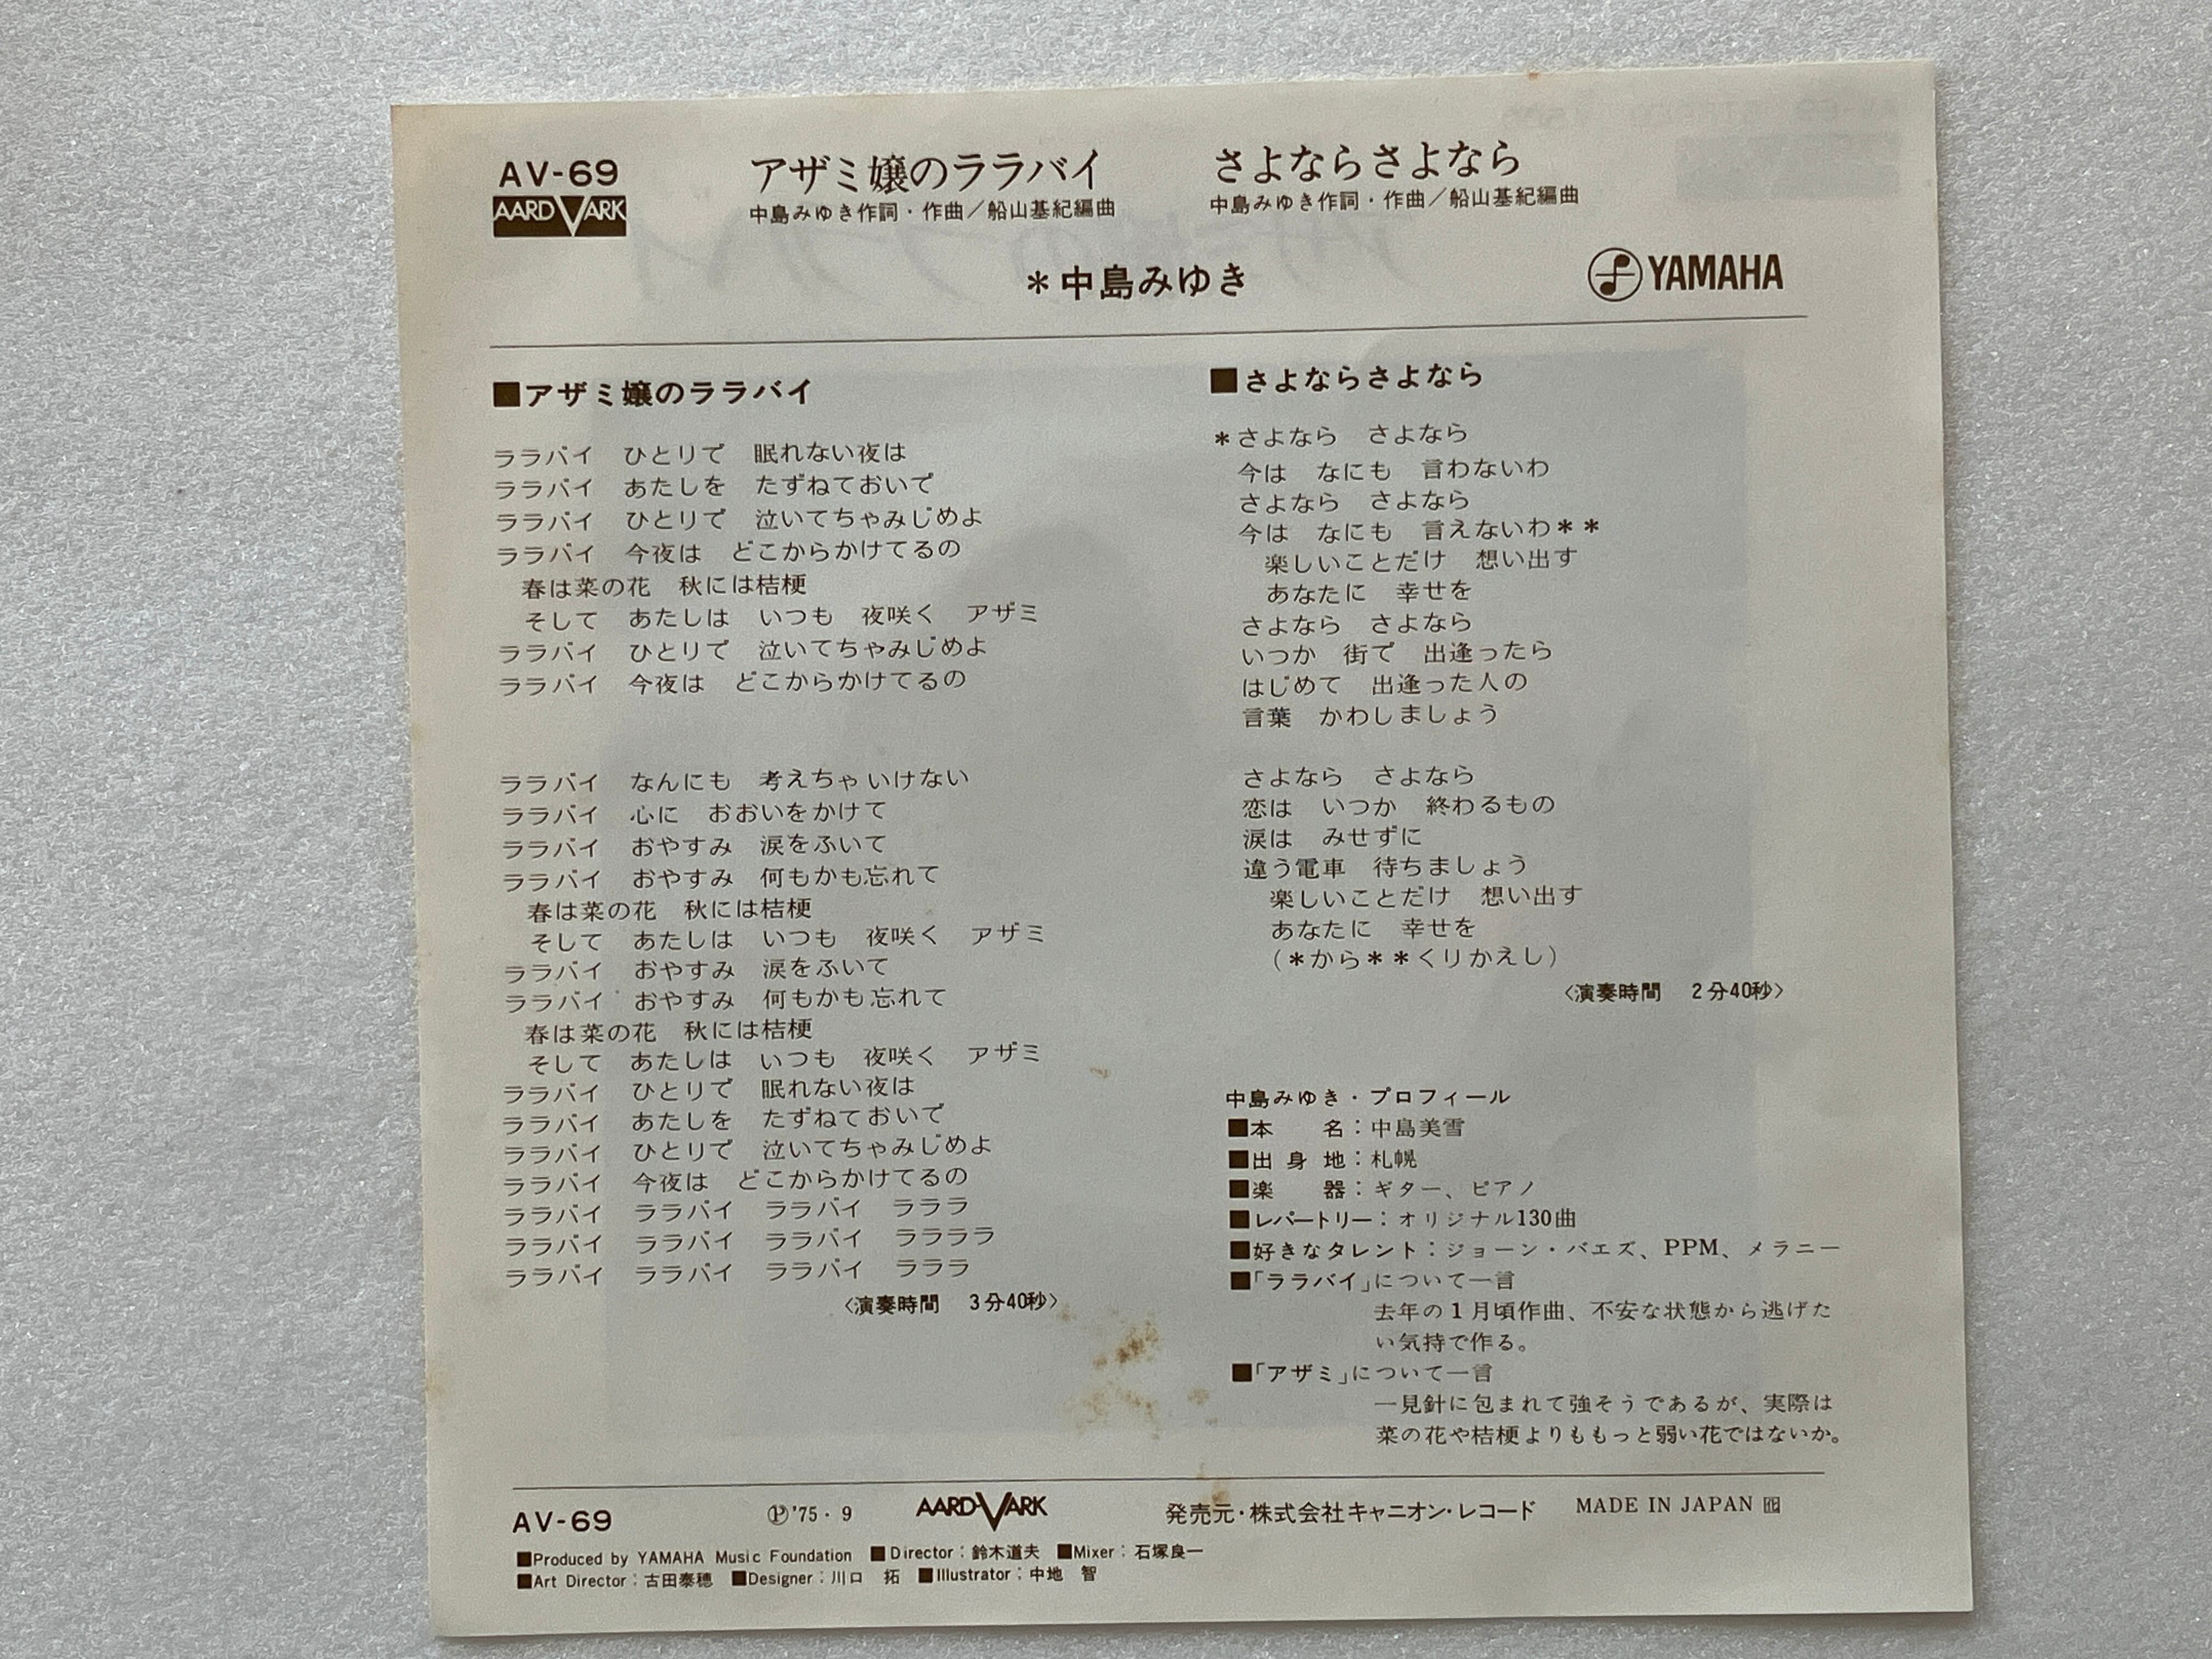 AV-69
AARDVARK
アザミ嬢のララバイ
中島みゆき作詞・作曲／船山基紀編曲
さよならさよなら
中島みゆき作詞・作曲／船山基紀編曲
＊中島みゆき
YAMAHA
■アザミ嬢のララバイ
ララバイ　ひとりで　眠れない夜は
ララバイ　あたしを　たずねておいで
ララバイ　ひとりで　泣いてちゃみじめよ
ララバイ　今夜は　どこからかけてるの
春は菜の花　秋には桔梗
そして　あたしは　いつも　夜咲く　アザミ
ララバイ　ひとりで　泣いてちゃみじめよ
ララバイ　今夜は　どこからかけてるの
ララバイ　なんにも　考えちゃいけない
ララバイ　心に　おおいをかけて
ララバイ　おやすみ　涙をふいて
ララバイ　おやすみ　何もかも忘れて
春は菜の花　秋には桔梗
そして　あたしは　いつも　夜咲く　アザミ
ララバイ　おやすみ　涙をふいて
ララバイ　おやすみ　何もかも忘れて
春は菜の花　秋には桔梗
そして　あたしは　いつも　夜咲く　アザミ
ララバイ　ひとりで　眠れない夜は
ララバイ　あたしを　たずねておいで
ララバイ　ひとりで　泣いてちゃみじめよ
ララバイ　今夜は　どこからかけてるの
ララバイ　ララバイ　ララバイ　ラララ
ララバイ　ララバイ　ララバイ　ララララ
ララバイ　ララバイ　ララバイ　ラララ
〈演奏時間　3分40秒〉
■さよならさよなら
＊さよなら　さよなら
今は　なにも　言わないわ
さよなら　さよなら
今は　なにも　言えないわ＊＊
楽しいことだけ　想い出す
あなたに　幸せを
さよなら　さよなら
いつか　街で　出逢ったら
はじめて　出逢った人の
言葉　かわしましょう
さよなら　さよなら
恋は　いつか　終わるもの
涙は　みせずに
違う電車　待ちましょう
楽しいことだけ　想い出す
あなたに　幸せを
（＊から＊＊くりかえし）
〈演奏時間　2分40秒〉
中島みゆき・プロフィール
■本　　名：中島美雪
■出 身 地：札幌
■楽　　器：ギター、ピアノ
■レパートリー：オリジナル130曲
■好きなタレント：ジョーン・バエズ、PPM、メラニー
■「ララバイ」について一言
去年の1月頃作曲、不安な状態から逃げた
い気持で作る。
■「アザミ」について一言
一見針に包まれて強そうであるが、実際は
菜の花や桔梗よりももっと弱い花ではないか。
AV-69　Ⓟ'75・9　AARDVARK　発売元・株式会社キャニオン・レコード　MADE IN JAPAN
■Produced by YAMAHA Music Foundation　■Director：鈴木道夫　■Mixer：石塚良一
■Art Director：古田泰穂　■Designer：川口　拓　■Illustrator：中地　智